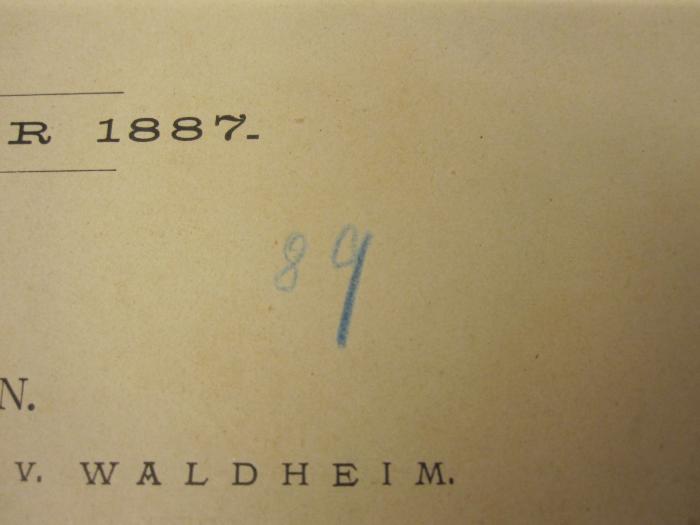 R 1887.
89
N.
v. WALDHEIM.